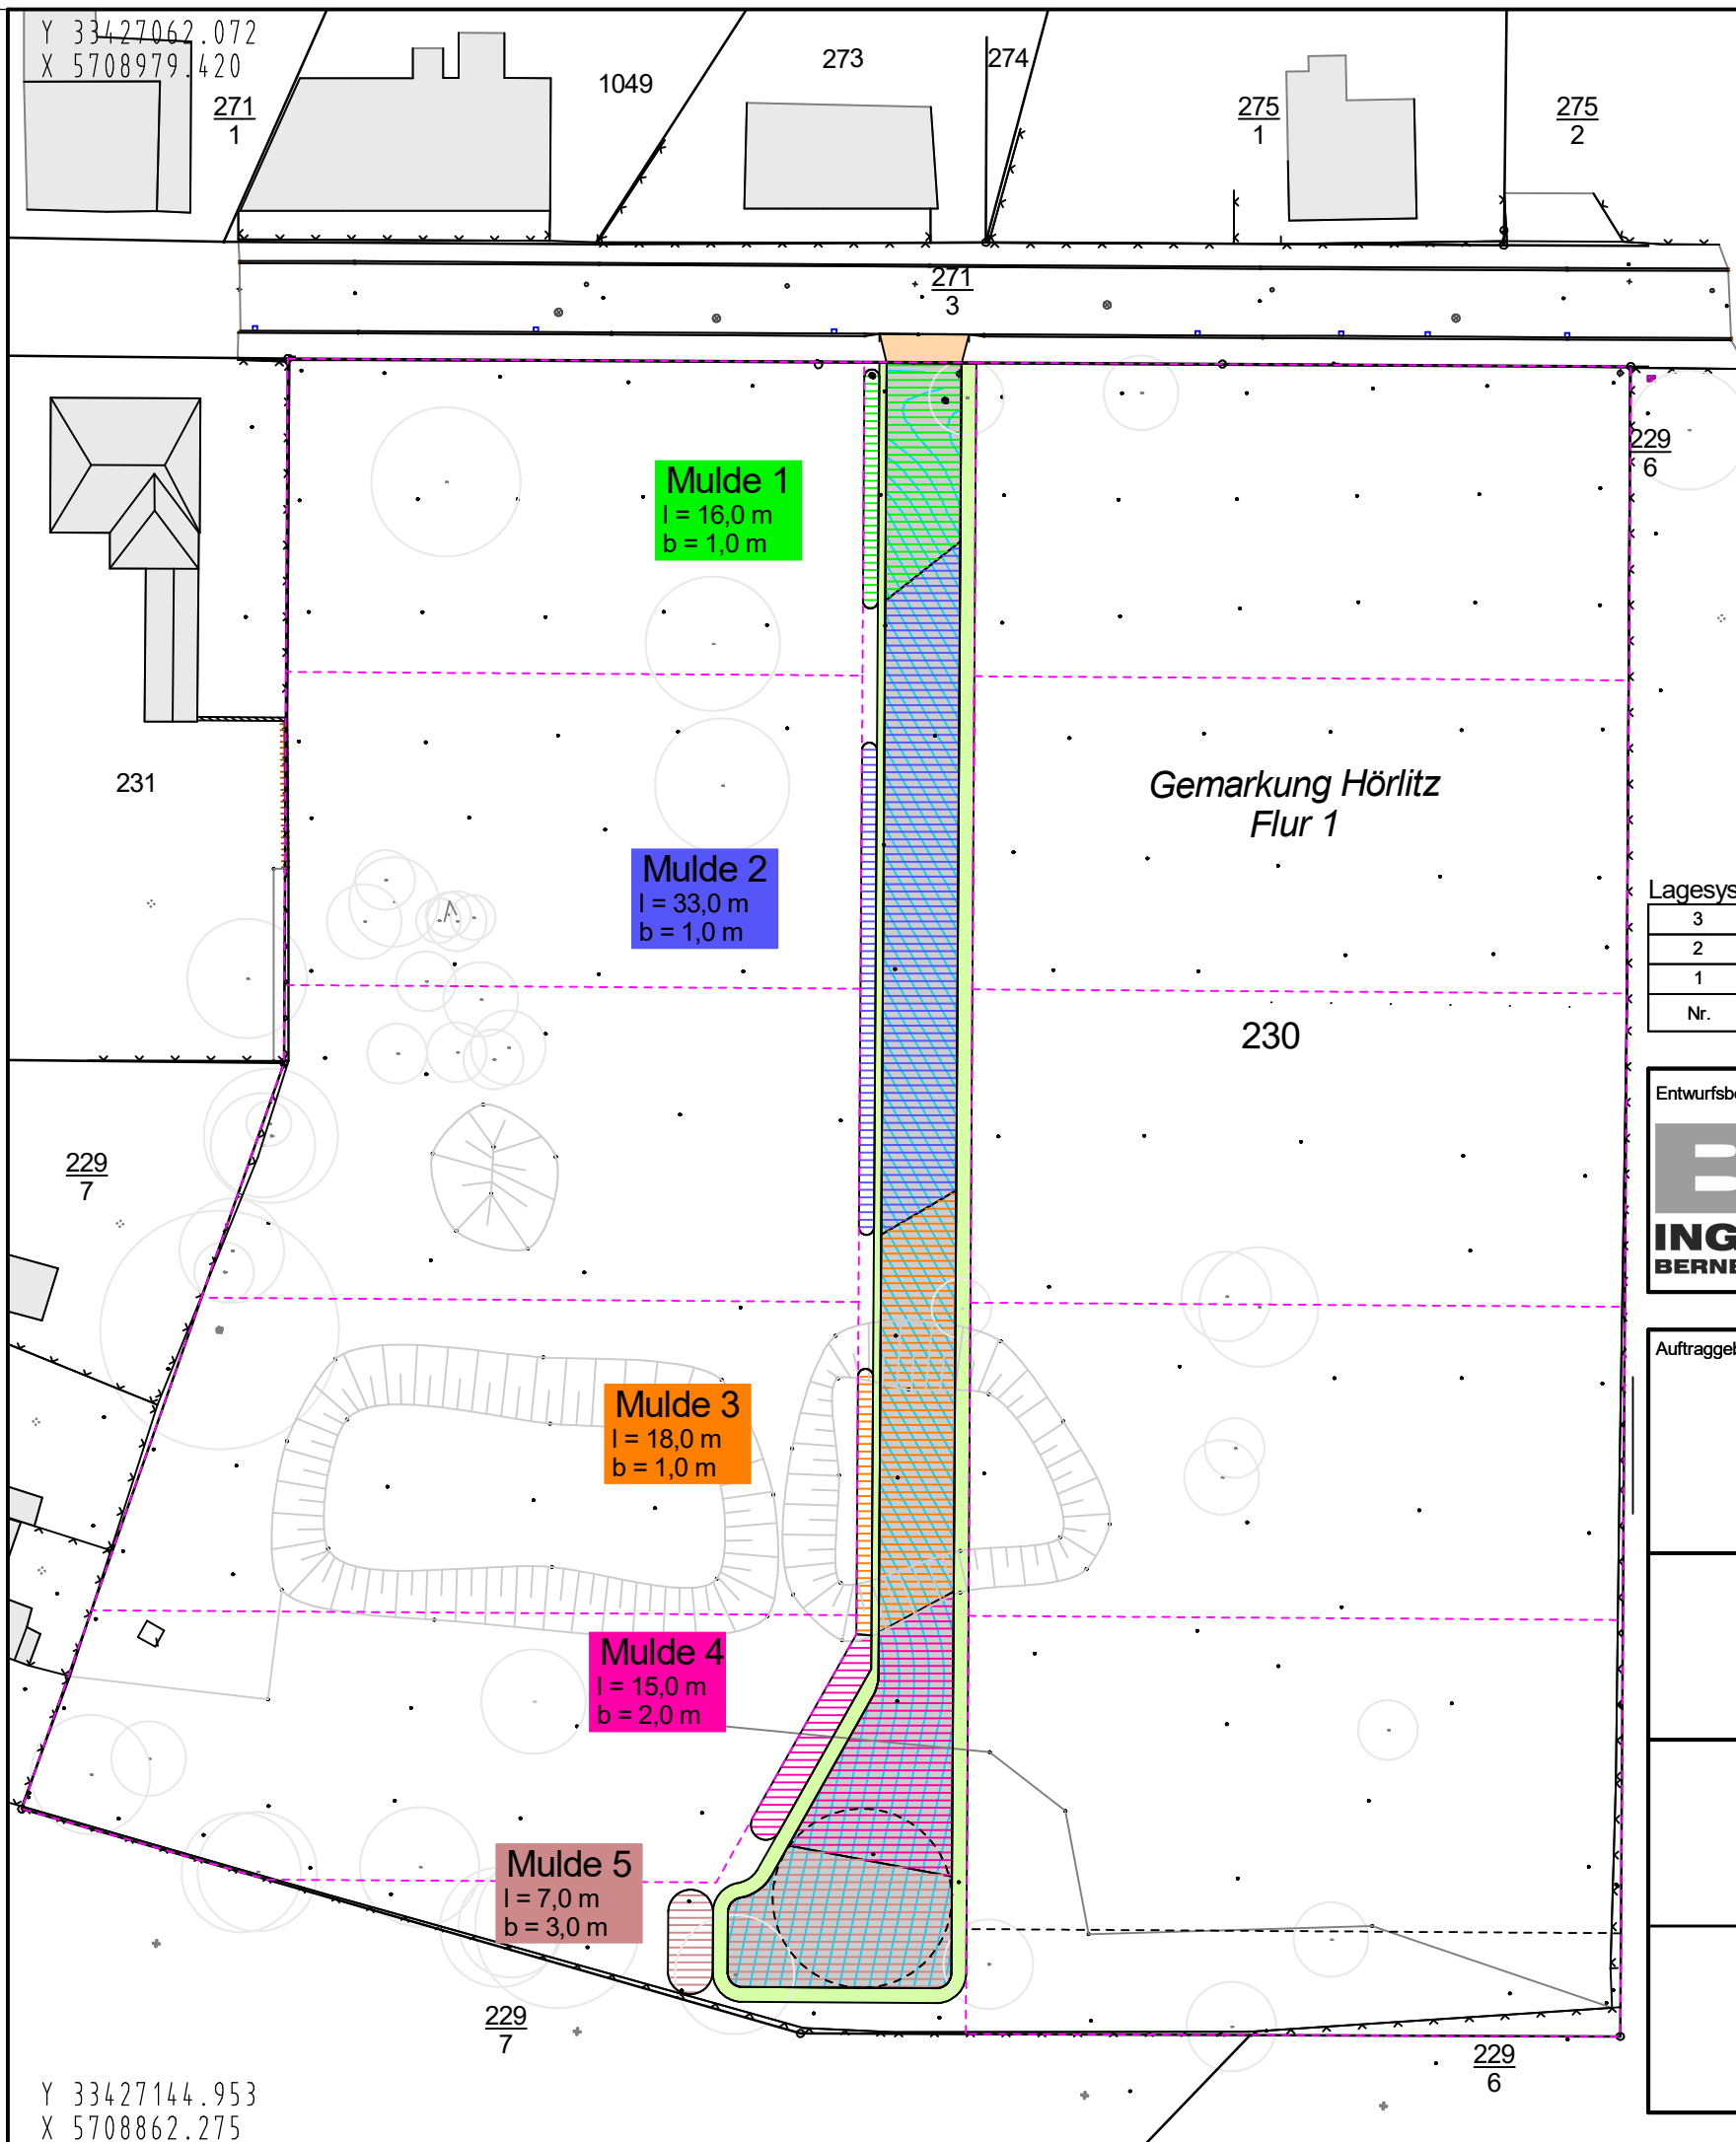 Y 33427062.072
X 5708979.420
271
1
1049
273
274
275
1
275
2
271
3
229
6
Mulde 1
l = 16,0 m
b = 1,0 m
231
Gemarkung Hörlitz
Flur 1
Mulde 2
l = 33,0 m
b = 1,0 m
Lagesys
3
2
1
Nr.
230
Entwurfsbe
B
ING
BERNE
229
7
Auftraggeb
Mulde 3
l = 18,0 m
b = 1,0 m
Mulde 4
l = 15,0 m
b = 2,0 m
Mulde 5
l = 7,0 m
b = 3,0 m
229
7
229
6
Y 33427144.953
X 5708862.275